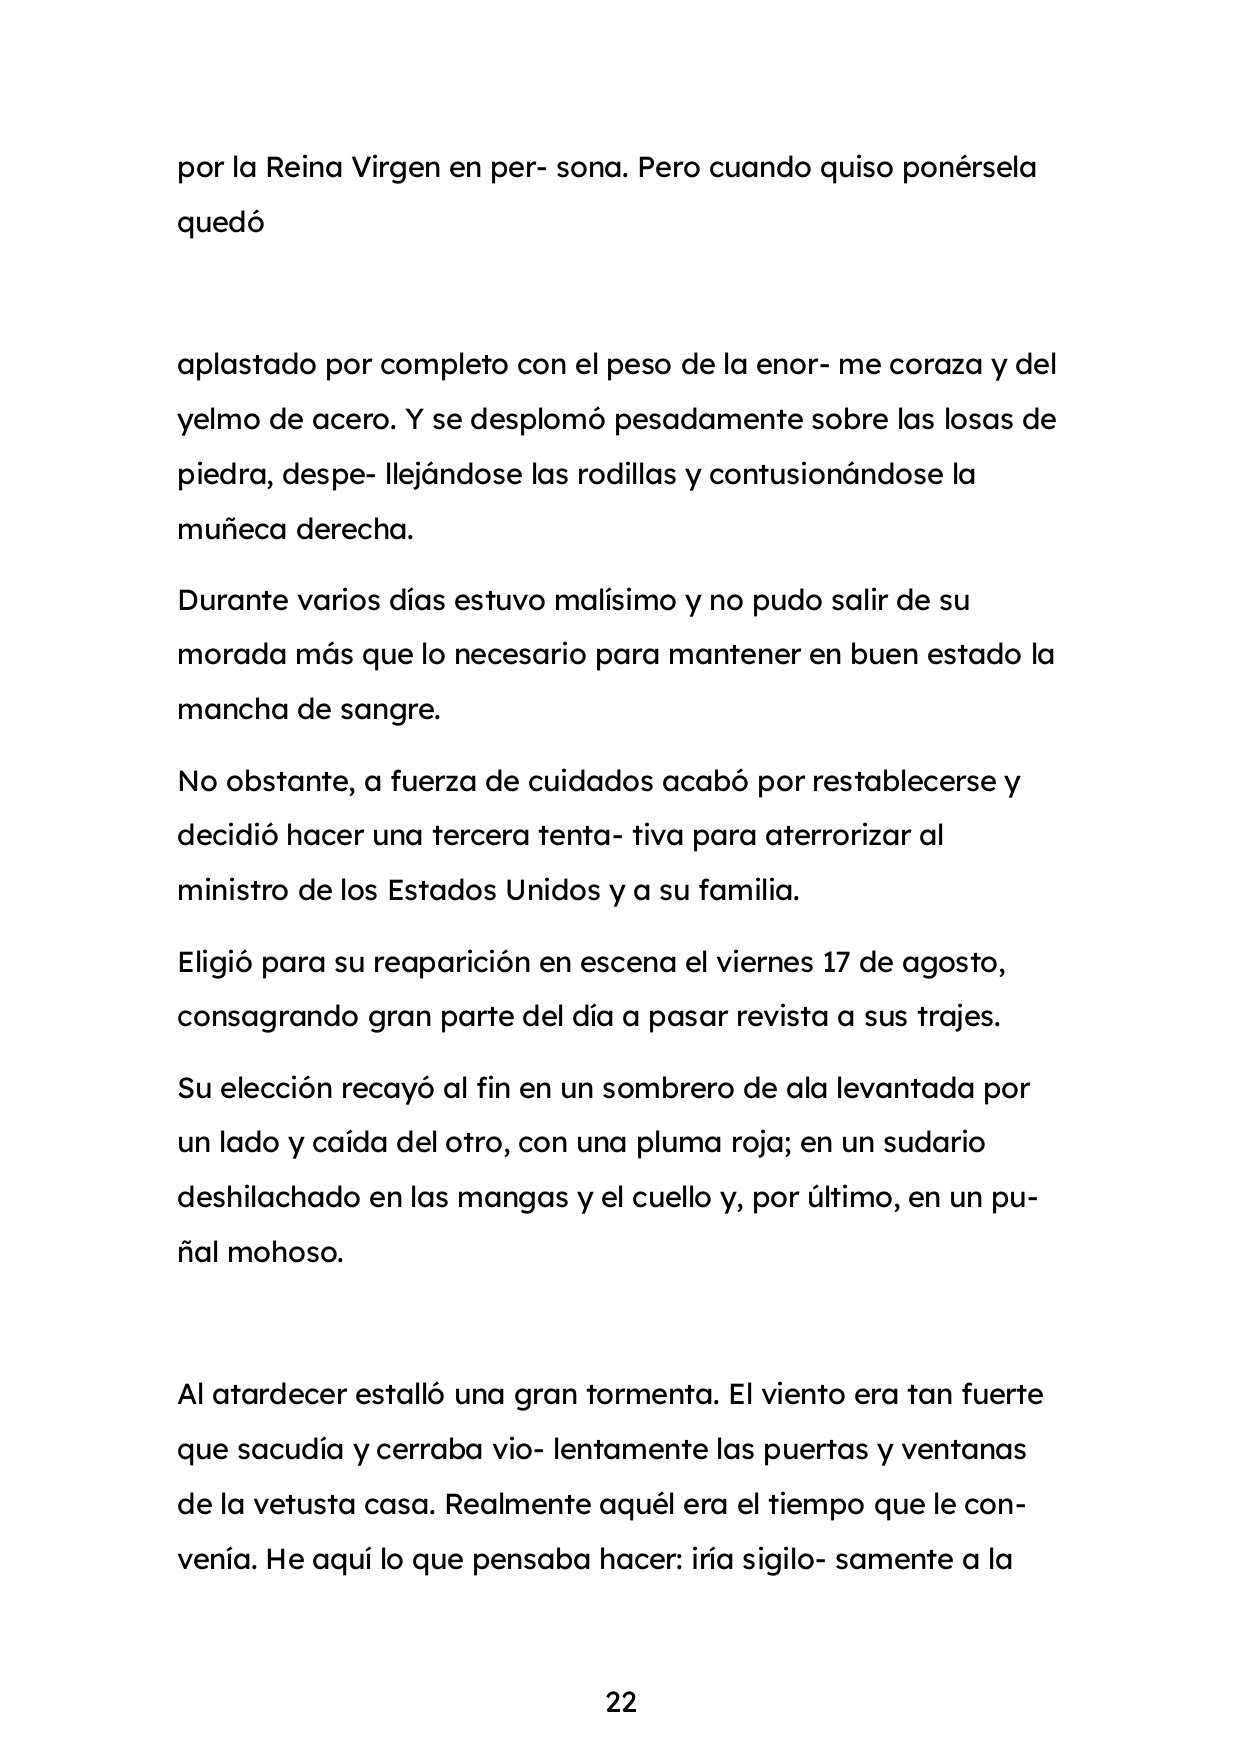 por la Reina Virgen en per- sona. Pero cuando quiso ponérsela
quedó
aplastado por completo con el peso de la enor- me coraza y del
yelmo de acero. Y se desplomó pesadamente sobre las losas de
piedra, despe- llejándose las rodillas y contusionándose la
muñeca derecha.
Durante varios días estuvo malísimo y no pudo salir de su
morada más que lo necesario para mantener en buen estado la
mancha de sangre.
No obstante, a fuerza de cuidados acabó por restablecerse y
decidió hacer una tercera tenta- tiva para aterrorizar al
ministro de los Estados Unidos y a su familia.
Eligió para su reaparición en escena el viernes 17 de agosto,
consagrando gran parte del día a pasar revista a sus trajes.
Su elección recayó al fin en un sombrero de ala levantada por
un lado y caída del otro, con una pluma roja; en un sudario
deshilachado en las mangas y el cuello y, por último, en un pu-
ñal mohoso.
Al atardecer estalló una gran tormenta. El viento era tan fuerte
que sacudía y cerraba vio- lentamente las puertas y ventanas
de la vetusta casa. Realmente aquél era el tiempo que le con-
venía. He aquí lo que pensaba hacer: iría sigilo- samente a la
22